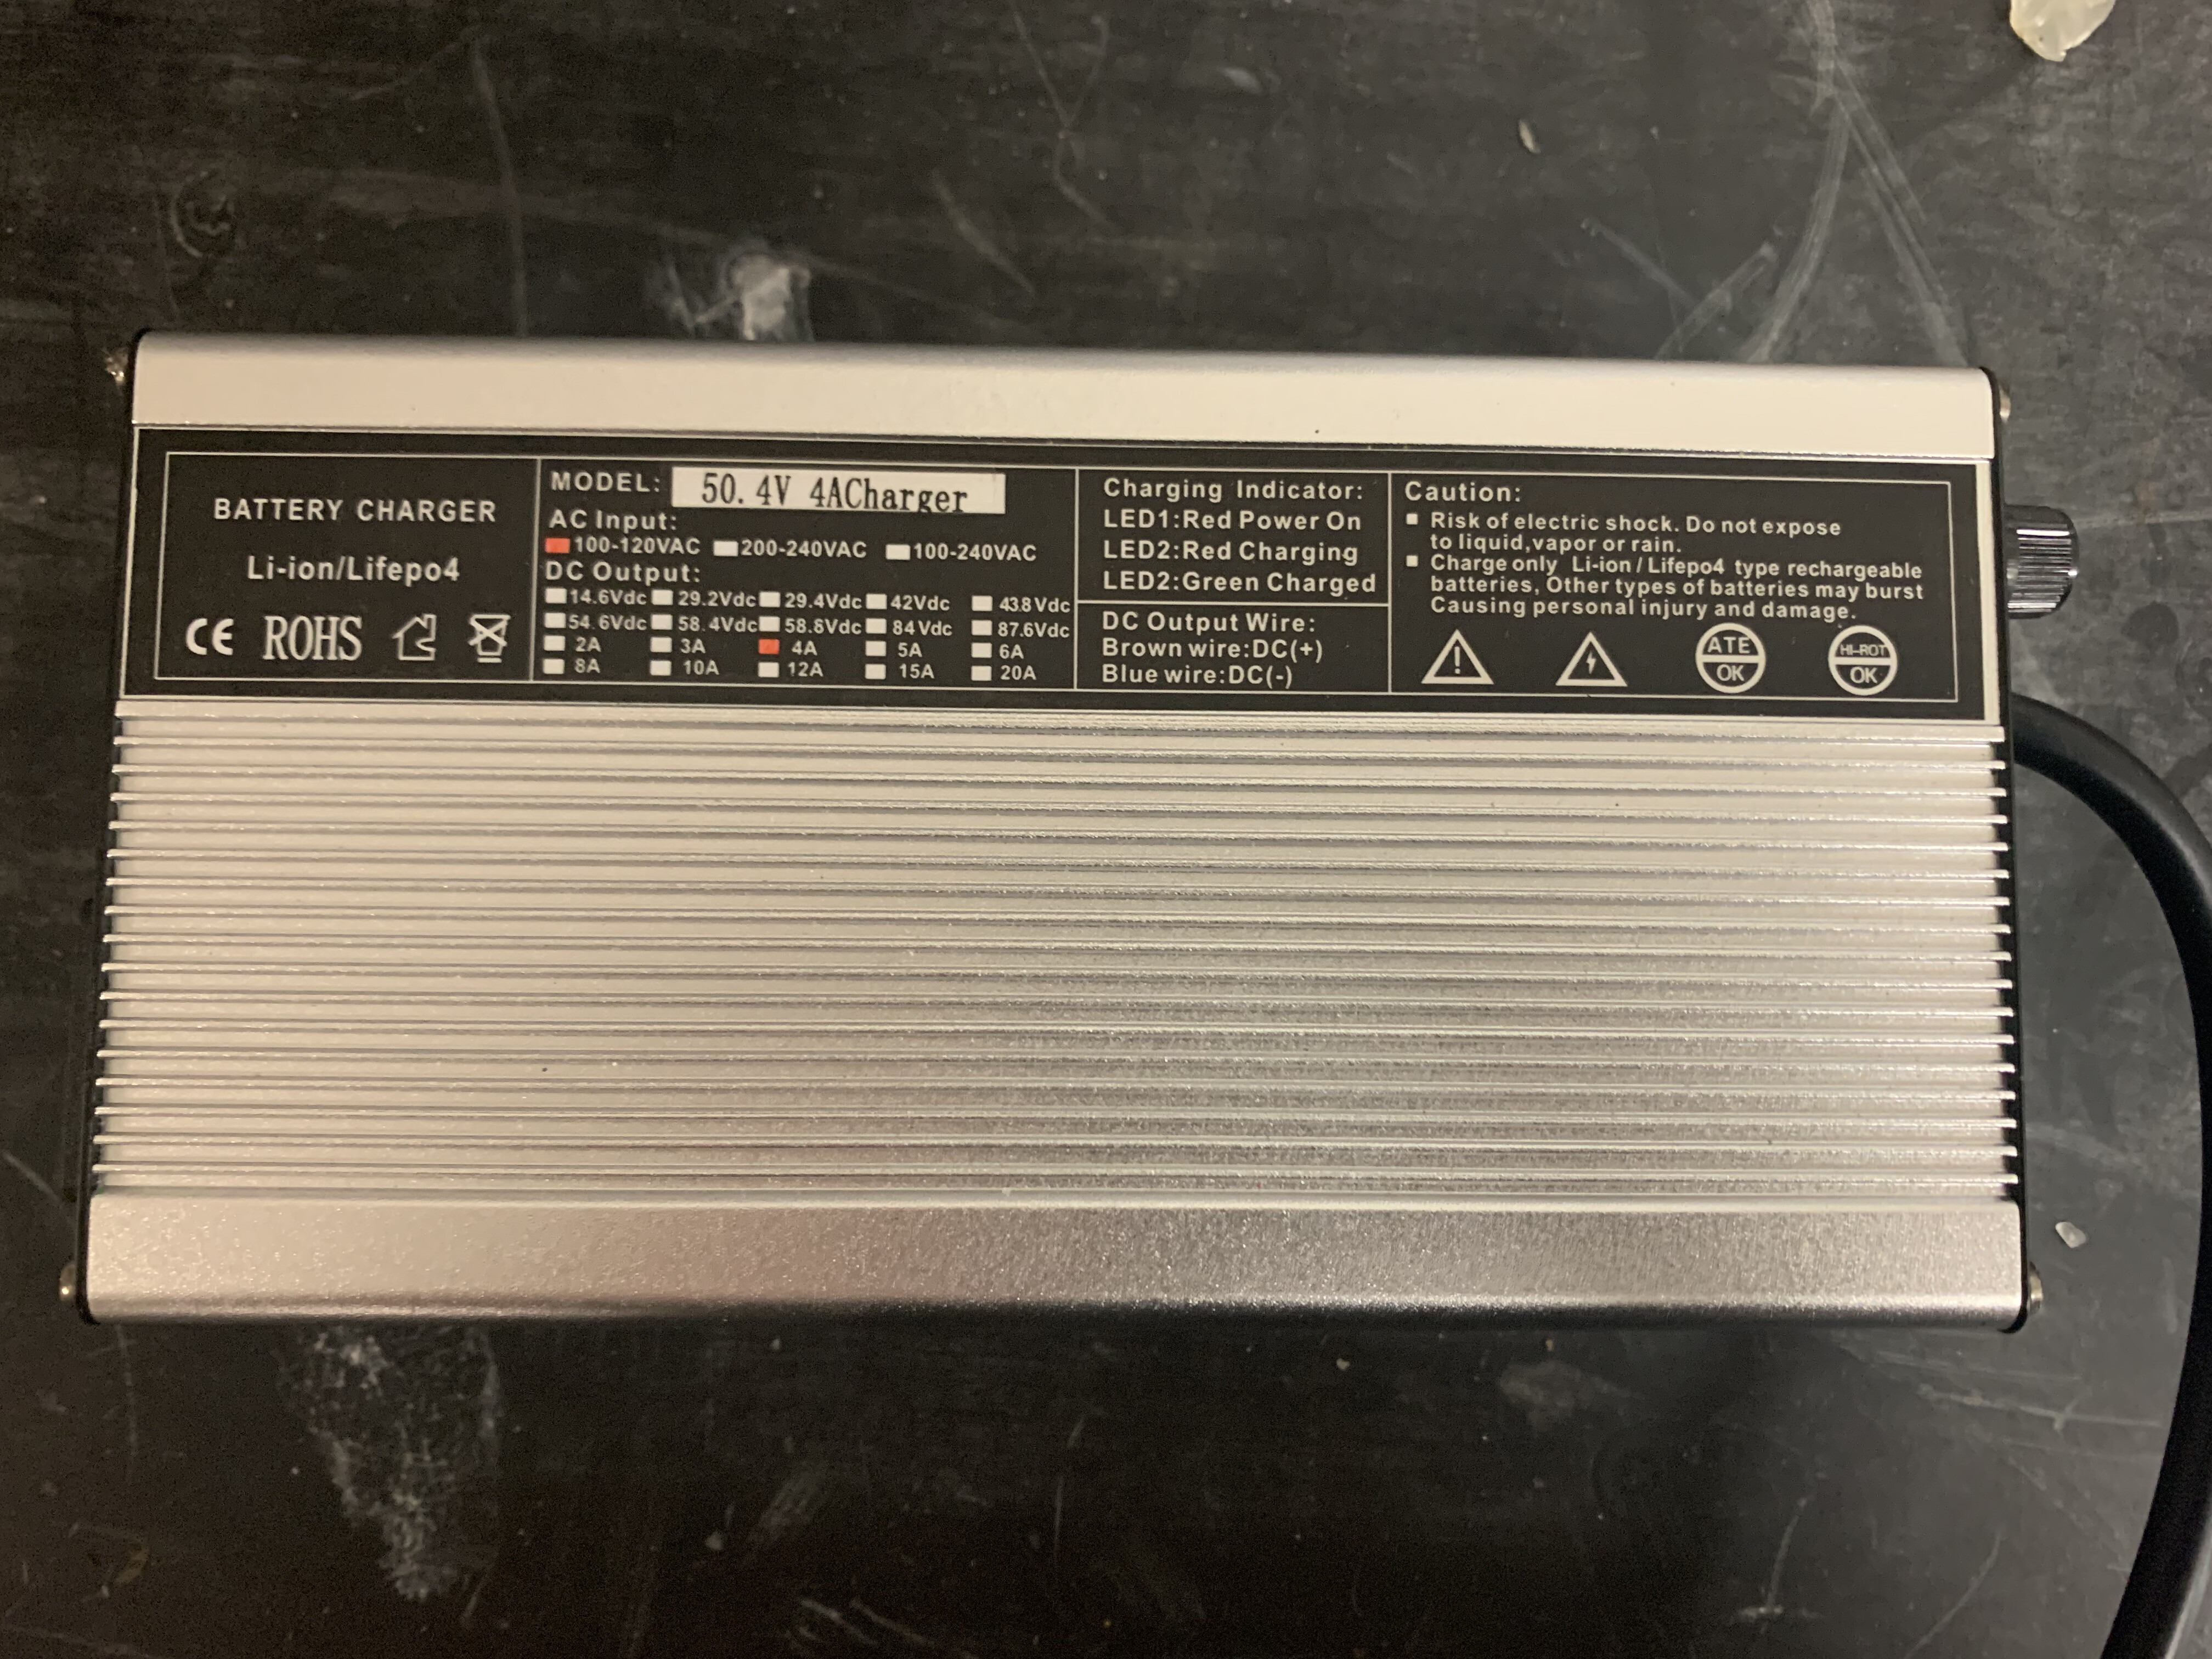 BATTERY CHARGER
Li-ion/Lifepo4
CE ROHS
MODEL: 50.4V 4ACharger
AC Input:
100-120VAC 200-240VAC 100-240VAC
DC Output:
14.6Vdc 29.2Vdc 29.4Vdc 42Vdc 43.8Vdc
54.6Vdc 58.4Vdc 58.8Vdc 84Vdc 87.6Vdc
2A 3A 4A 5A 6A
8A 10A 12A 15A 20A
Charging Indicator:
LED1:Red Power On
LED2:Red Charging
LED2:Green Charged
DC Output Wire:
Brown wire:DC(+)
Blue wire:DC(-)
Caution:
Risk of electric shock. Do not expose
to liquid,vapor or rain.
Charge only Li-ion / Lifepo4 type rechargeable
batteries, Other types of batteries may burst
Causing personal injury and damage.
ATE
OK
HI-ROT
OK